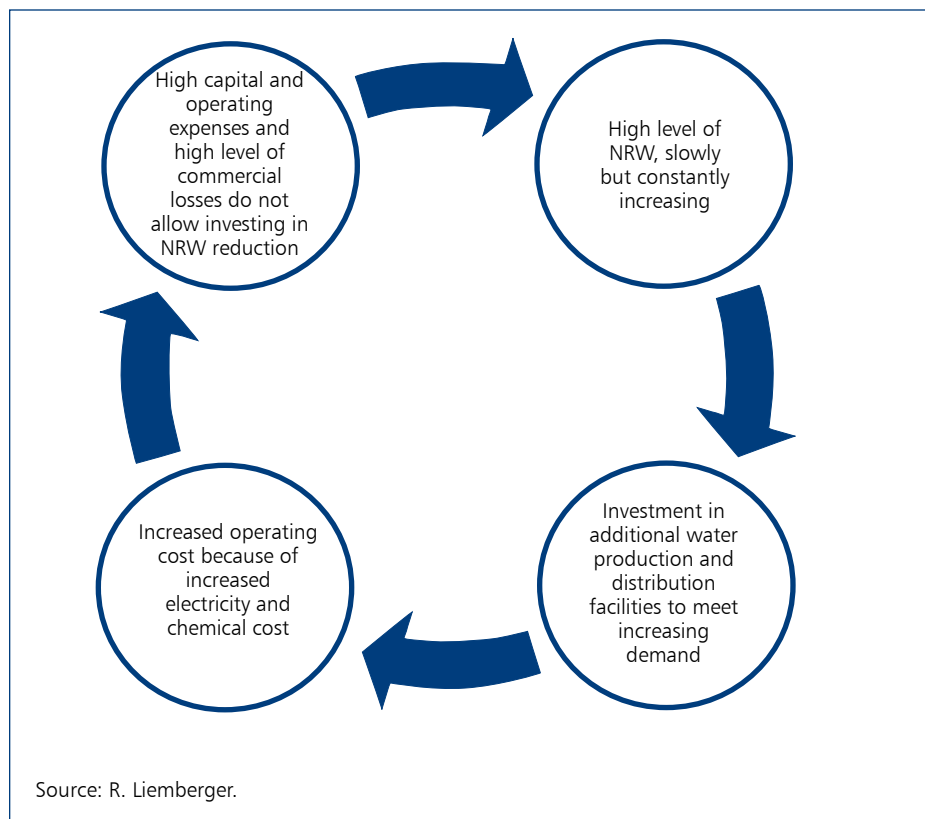 High capital and
operating
expenses and
high level of
commercial
losses do not
allow investing in
NRW reduction
High level of
NRW, slowly
but constantly
increasing
Investment in
additional water
production and
distribution
facilities to meet
increasing
demand
Increased operating
cost because of
increased
electricity and
chemical cost
Source: R. Liemberger.